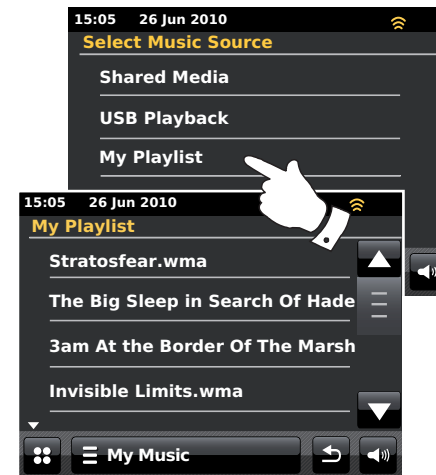 15:05 26 Jun 2010
Select Music Source
Shared Media
USB Playback
My Playlist
15:05 26 Jun 2010
My Playlist
Stratosfear.wma
The Big Sleep in Search Of Hade
3am At the Border Of The Marsh
Invisible Limits.wma
My Music